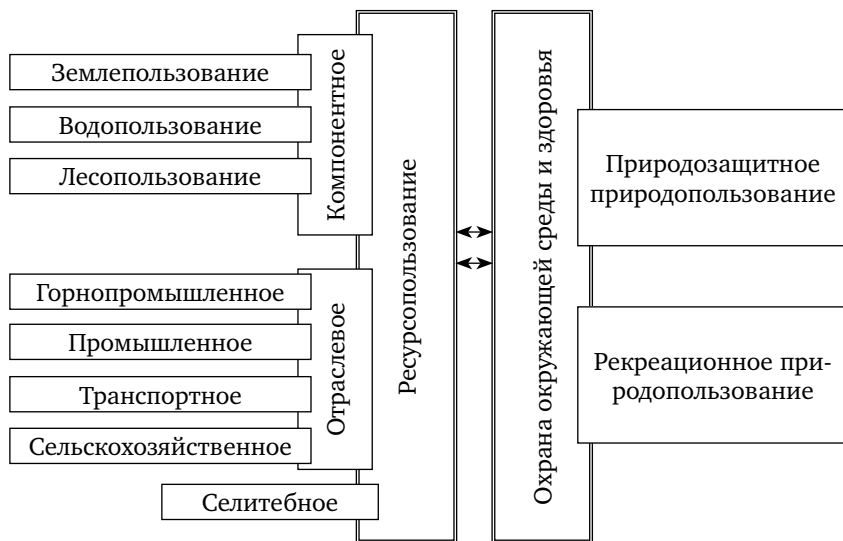 Землепользование
Водопользование
Лесопользование
Компонентное
Горнопромышленное
Промышленное
Транспортное
Сельскохозяйственное
Отраслевое
Селитебное
Ресурсопользование
Охрана окружающей среды и здоровья
Природозащитное
природопользование
Рекреационное при-
родопользование